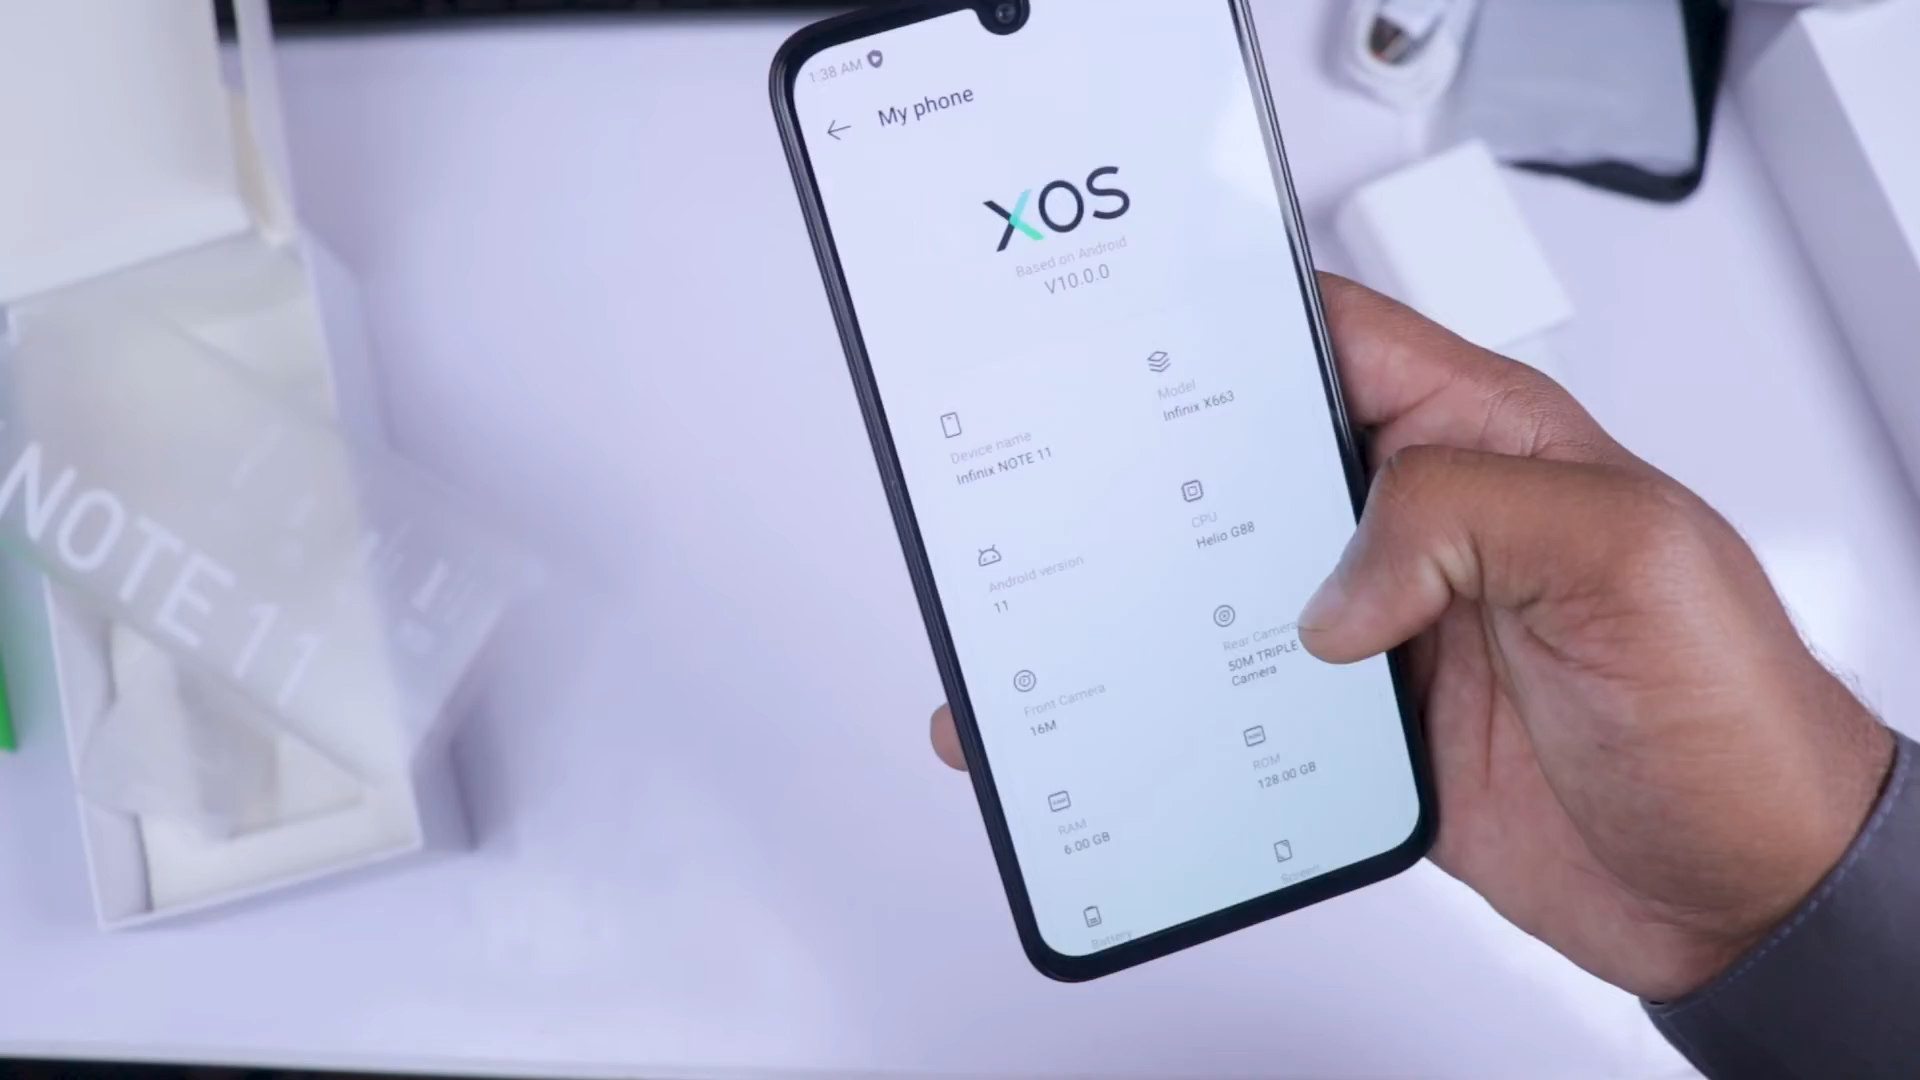 1:38 AM
My phone
XOS
Based on Android
V10.0.0
Device name
Infinix NOTE 11
Model
Infinix X663
Android version
11
CPU
Helio G88
Front Camera
16M
Rear Camera
50M TRIPLE
Camera
RAM
6.00 GB
ROM
128.00 GB
Battery
Screen
NOTE 11